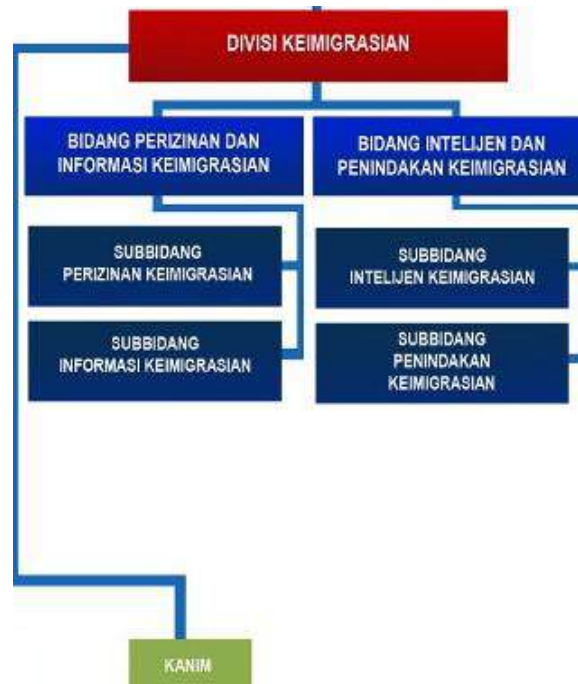 DIVISI KEIMIGRASIAN
BIDANG PERIZINAN DAN
INFORMASI KEIMIGRASIAN
BIDANG INTELIJEN DAN
PENINDAKAN KEIMIGRASIAN
SUBBIDANG
PERIZINAN KEIMIGRASIAN
SUBBIDANG
INTELIJEN KEIMIGRASIAN
SUBBIDANG
INFORMASI KEIMIGRASIAN
SUBBIDANG
PENINDAKAN
KEIMIGRASIAN
KANIM